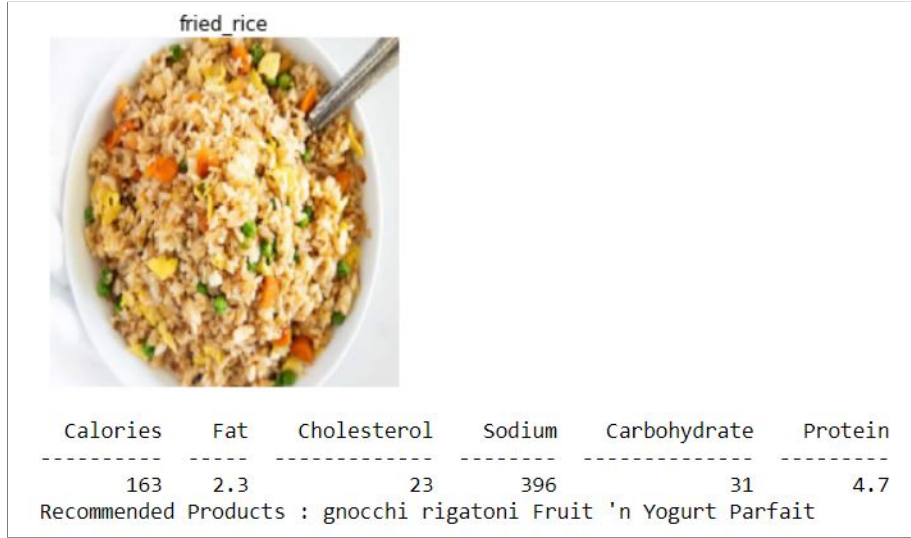 fried_rice
Calories Fat Cholesterol Sodium Carbohydrate Protein
---------- ----- ------------- -------- -------------- ---------
163 2.3 23 396 31 4.7
Recommended Products : gnocchi rigatoni Fruit 'n Yogurt Parfait